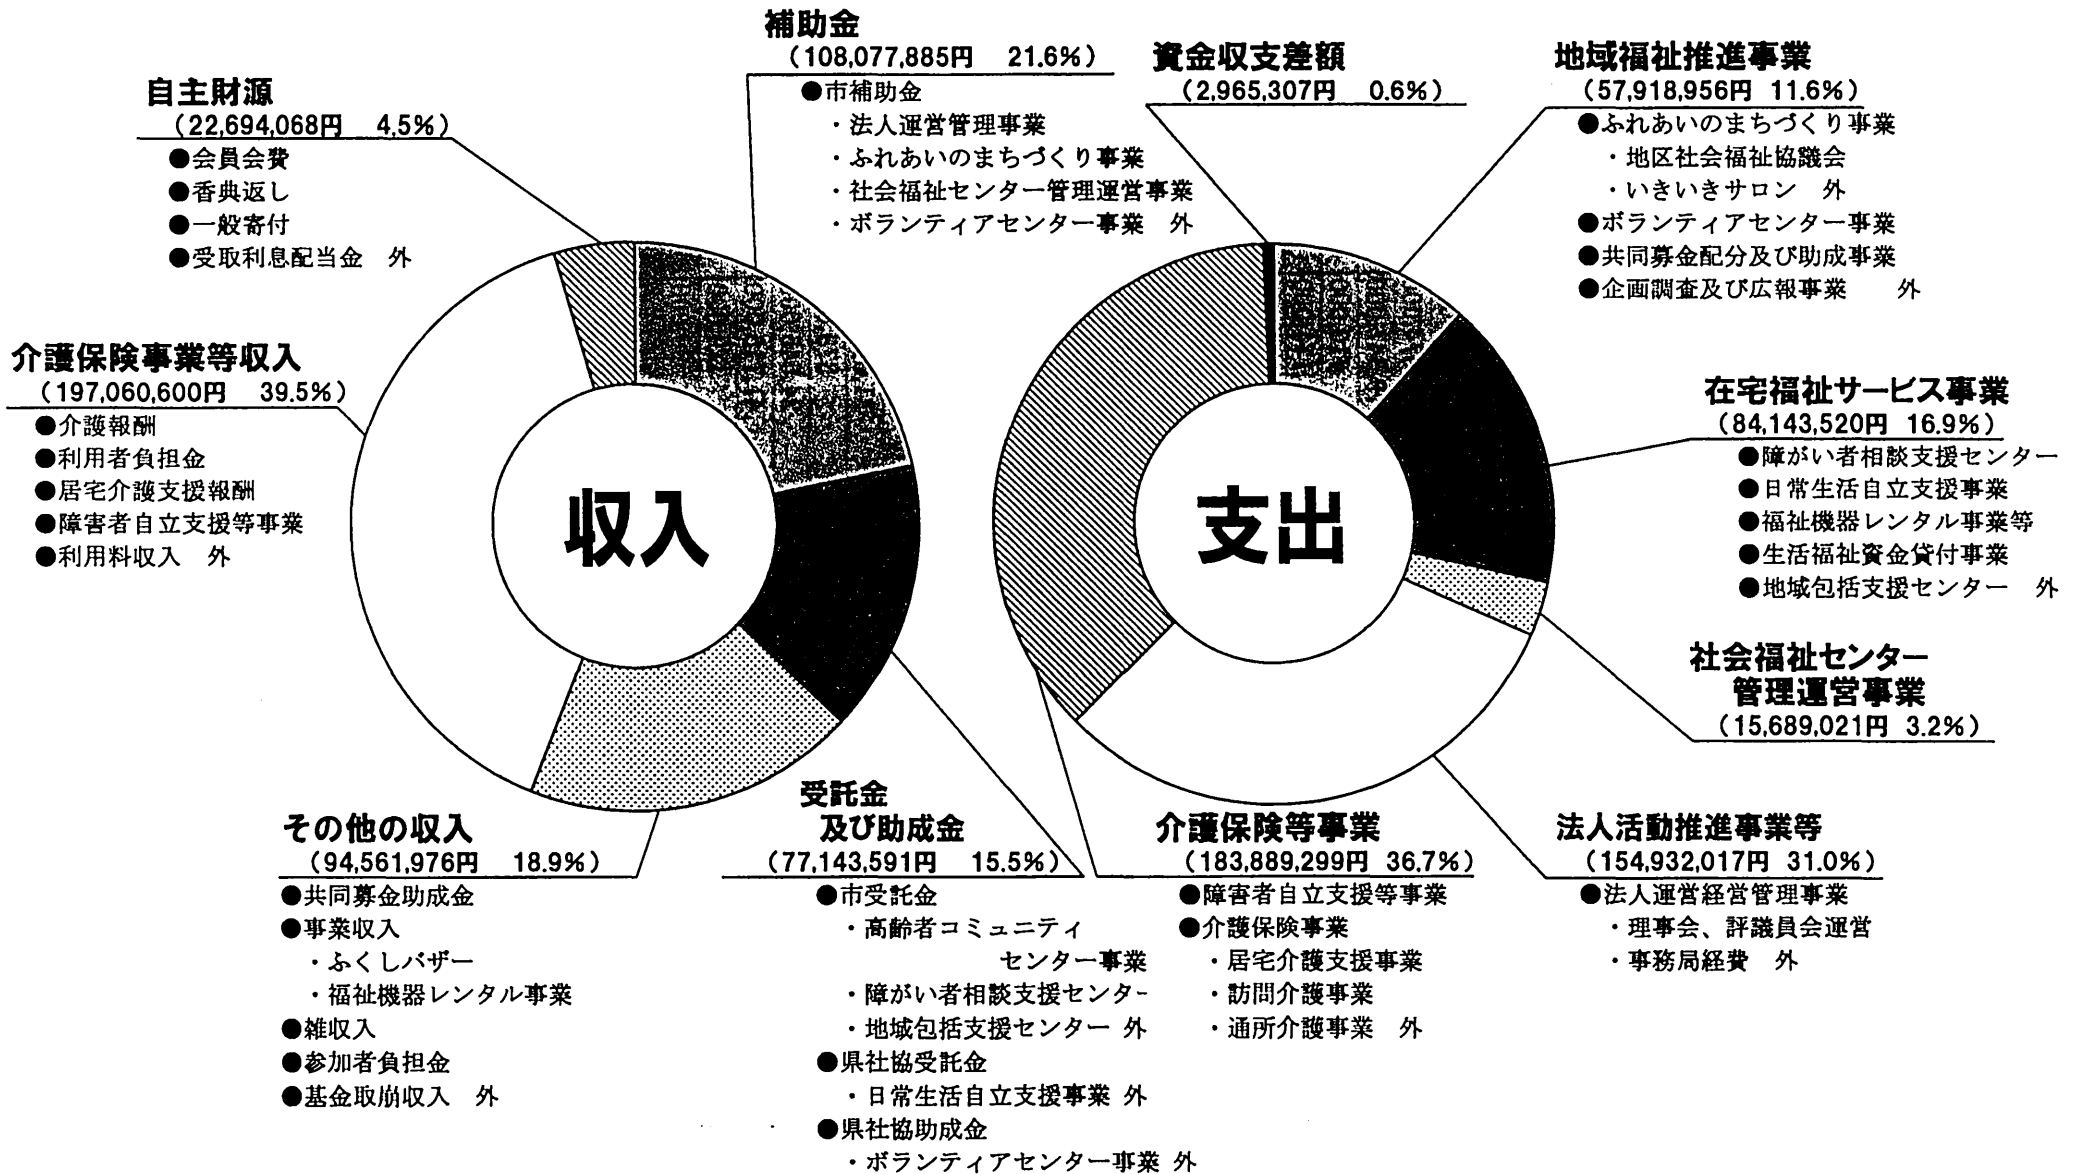 補助金
（108,077,885円　21.6%）
●市補助金
・法人運営管理事業
・ふれあいのまちづくり事業
・社会福祉センター管理運営事業
・ボランティアセンター事業　外
自主財源
（22,694,068円　4,5%）
●会員会費
●香典返し
●一般寄付
●受取利息配当金　外
介護保険事業等収入
（197,060,600円　39.5%）
●介護報酬
●利用者負担金
●居宅介護支援報酬
●障害者自立支援等事業
●利用料収入　外
収入
その他の収入
（94,561,976円　18.9%）
●共同募金助成金
●事業収入
・ふくしバザー
・福祉機器レンタル事業
●雑収入
●参加者負担金
●基金取崩収入　外
受託金
及び助成金
（77,143,591円　15.5%）
●市受託金
・高齢者コミュニティ
センター事業
・障がい者相談支援センター
・地域包括支援センター 外
●県社協受託金
・日常生活自立支援事業 外
●県社協助成金
・ボランティアセンター事業 外
資金収支差額
（2,965,307円　0.6%）
地域福祉推進事業
（57,918,956円 11.6%）
●ふれあいのまちづくり事業
・地区社会福祉協議会
・いきいきサロン　外
●ボランティアセンター事業
●共同募金配分及び助成事業
●企画調査及び広報事業　　外
在宅福祉サービス事業
（84,143,520円 16.9%）
●障がい者相談支援センター
●日常生活自立支援事業
●福祉機器レンタル事業等
●生活福祉資金貸付事業
●地域包括支援センター　外
支出
社会福祉センター
管理運営事業
（15,689,021円 3.2%）
介護保険等事業
（183,889,299円 36.7%）
●障害者自立支援等事業
●介護保険事業
・居宅介護支援事業
・訪問介護事業
・通所介護事業　外
法人活動推進事業等
（154,932,017円 31.0%）
●法人運営経営管理事業
・理事会、評議員会運営
・事務局経費　外